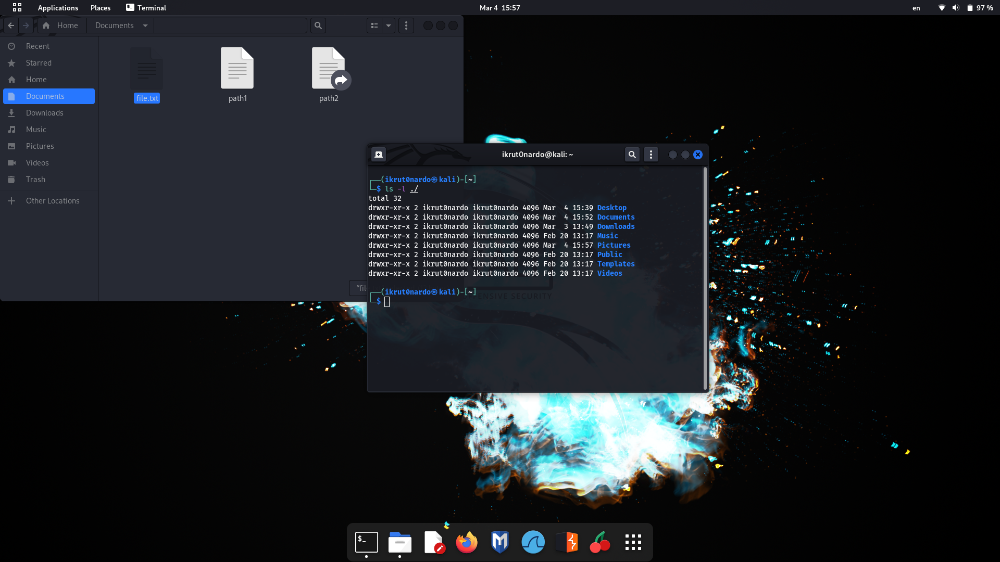 Applications Places Terminal Mar 4 15:57 en 97 %
Home Documents
Recent
Starred
Home
Documents
Downloads
Music
Pictures
Videos
Trash
Other Locations
file.txt path1 path2
"fil
ikrut0nardo@kali: ~
┌──(ikrut0nardo㉿kali)-[~]
└─$ ls -l ./
total 32
drwxr-xr-x 2 ikrut0nardo ikrut0nardo 4096 Mar  4 15:39 Desktop
drwxr-xr-x 2 ikrut0nardo ikrut0nardo 4096 Mar  4 15:52 Documents
drwxr-xr-x 2 ikrut0nardo ikrut0nardo 4096 Mar  3 13:49 Downloads
drwxr-xr-x 2 ikrut0nardo ikrut0nardo 4096 Feb 20 13:17 Music
drwxr-xr-x 2 ikrut0nardo ikrut0nardo 4096 Mar  4 15:57 Pictures
drwxr-xr-x 2 ikrut0nardo ikrut0nardo 4096 Feb 20 13:17 Public
drwxr-xr-x 2 ikrut0nardo ikrut0nardo 4096 Feb 20 13:17 Templates
drwxr-xr-x 2 ikrut0nardo ikrut0nardo 4096 Feb 20 13:17 Videos
┌──(ikrut0nardo㉿kali)-[~]
└─$
ENSIVE SECURITY